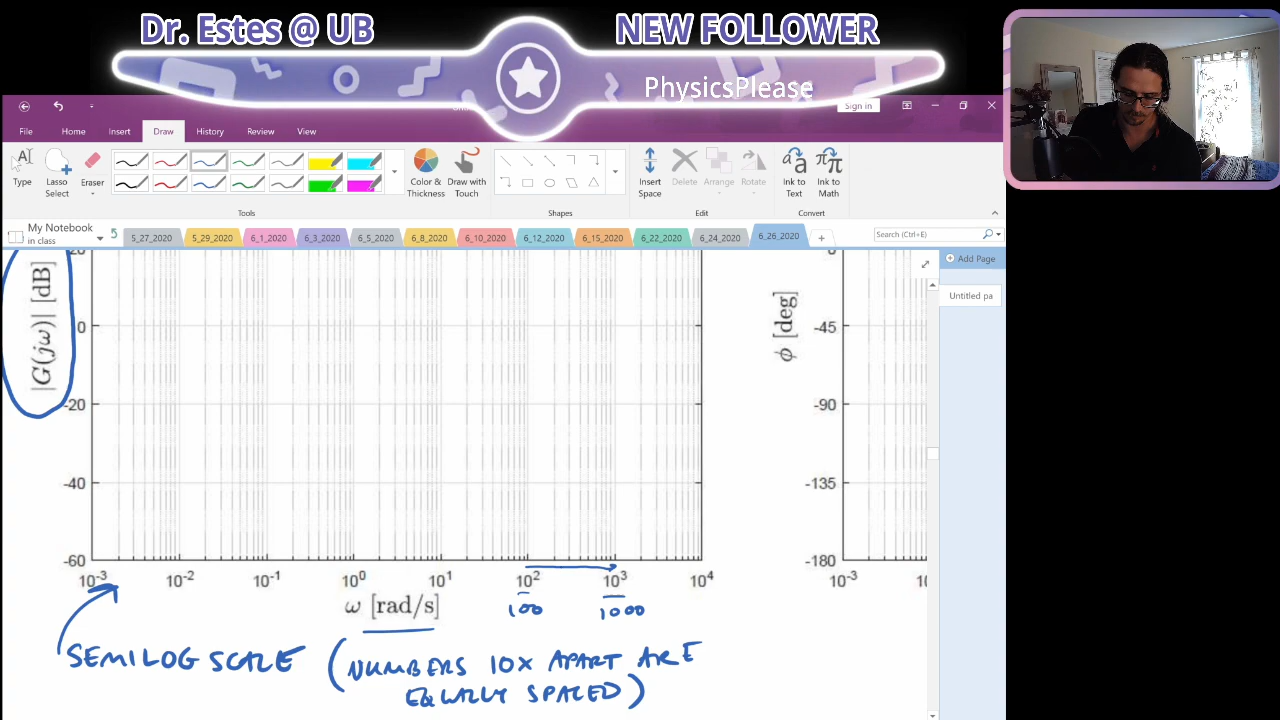 Dr. Estes @ UB
NEW FOLLOWER
PhysicsPlease
Sign in
File Home Insert Draw History Review View
Type
Lasso Select
Eraser
Color & Thickness
Draw with Touch
Insert Space
Delete
Arrange
Rotate
Ink to Text
Ink to Math
Tools
Shapes
Edit
Convert
My Notebook
in class
5_27_2020 5_29_2020 6_1_2020 6_3_2020 6_5_2020 6_8_2020 6_10_2020 6_12_2020 6_15_2020 6_22_2020 6_24_2020 6_26_2020
Search (Ctrl+E)
Add Page
Untitled pa
|G(jω)| [dB]
20
0
-20
-40
-60
10^-3 10^-2 10^-1 10^0 10^1 10^2 10^3 10^4
ω [rad/s]
100 1000
ϕ [deg]
0
-45
-90
-135
-180
10^-3
SEMILOG SCALE (NUMBERS 10X APART ARE
EQUALLY SPACED)